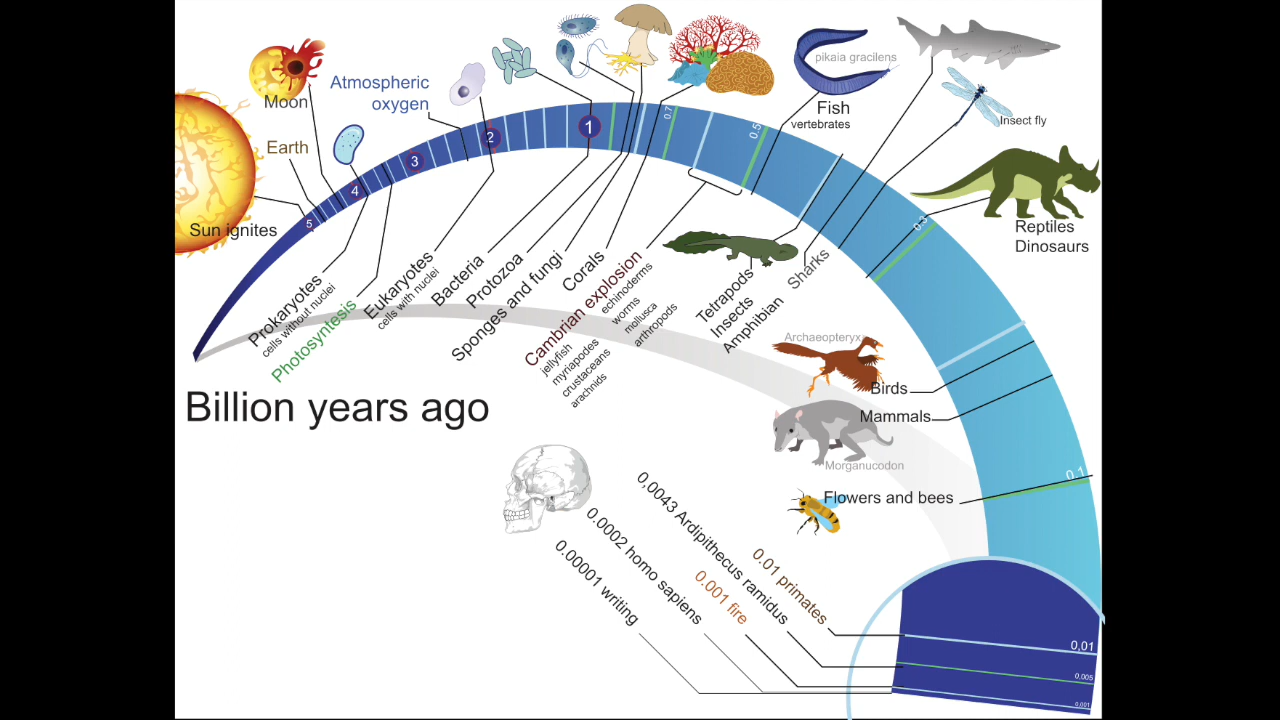 Moon
Atmospheric
oxygen
Earth
Sun ignites
5
4
3
2
1
0.7
0.5
0.3
0.1
pikaia gracilens
Fish
vertebrates
Insect fly
Reptiles
Dinosaurs
Prokaryotes
cells without nuclei
Photosyntesis
Eukaryotes
cells with nuclei
Bacteria
Protozoa
Sponges and fungi
Corals
Cambrian explosion
echinoderms
worms
mollusca
arthropods
jellyfish
myriapodes
crustaceans
arachnids
Tetrapods
Insects
Amphibian
Sharks
Archaeopteryx
Birds
Mammals
Morganucodon
Flowers and bees
Billion years ago
0.01 primates
0,0043 Ardipithecus ramidus
0.001 fire
0.0002 homo sapiens
0.00001 writing
0,01
0,005
0,001